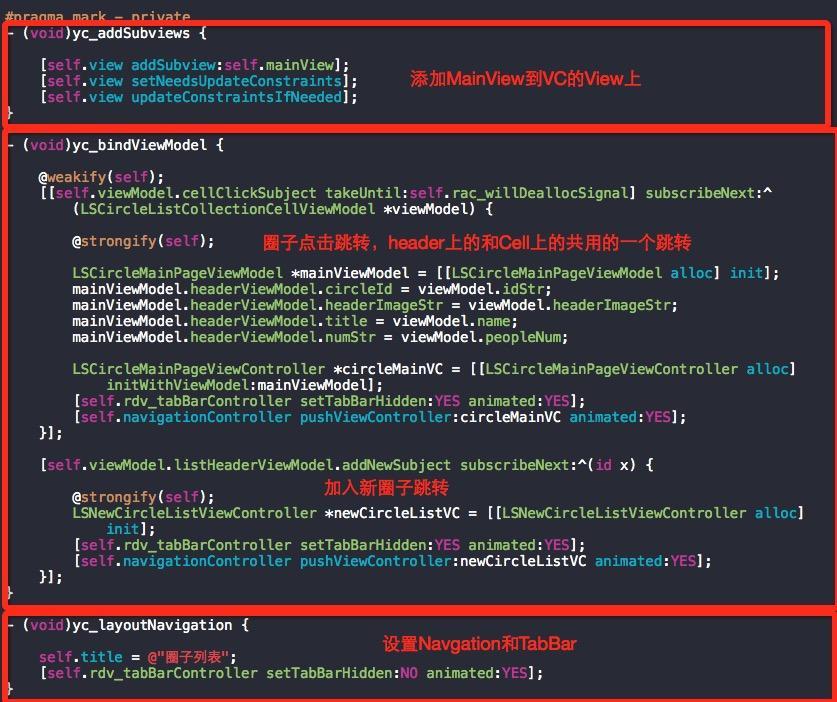 #pragma mark - private
- (void)yc_addSubviews {
[self.view addSubview:self.mainView];
[self.view setNeedsUpdateConstraints];
添加MainView到VC的View上
[self.view updateConstraintsIfNeeded];
}
- (void)yc_bindViewModel {
@weakify(self);
[[self.viewModel.cellClickSubject takeUntil:self.rac_willDeallocSignal] subscribeNext:^
(LSCircleListCollectionCellViewModel *viewModel) {
@strongify(self);
圈子点击跳转，header上的和Cell上的共用的一个跳转
LSCircleMainPageViewModel *mainViewModel = [[LSCircleMainPageViewModel alloc] init];
mainViewModel.headerViewModel.circleId = viewModel.idStr;
mainViewModel.headerViewModel.headerImageStr = viewModel.headerImageStr;
mainViewModel.headerViewModel.title = viewModel.name;
mainViewModel.headerViewModel.numStr = viewModel.peopleNum;
LSCircleMainPageViewController *circleMainVC = [[LSCircleMainPageViewController alloc]
initWithViewModel:mainViewModel];
[self.rdv_tabBarController setTabBarHidden:YES animated:YES];
[self.navigationController pushViewController:circleMainVC animated:YES];
}];
[self.viewModel.listHeaderViewModel.addNewSubject subscribeNext:^(id x) {
加入新圈子跳转
@strongify(self);
LSNewCircleListViewController *newCircleListVC = [[LSNewCircleListViewController alloc]
init];
[self.rdv_tabBarController setTabBarHidden:YES animated:YES];
[self.navigationController pushViewController:newCircleListVC animated:YES];
}];
}
- (void)yc_layoutNavigation {
设置Navgation和TabBar
self.title = @"圈子列表";
[self.rdv_tabBarController setTabBarHidden:NO animated:YES];
}